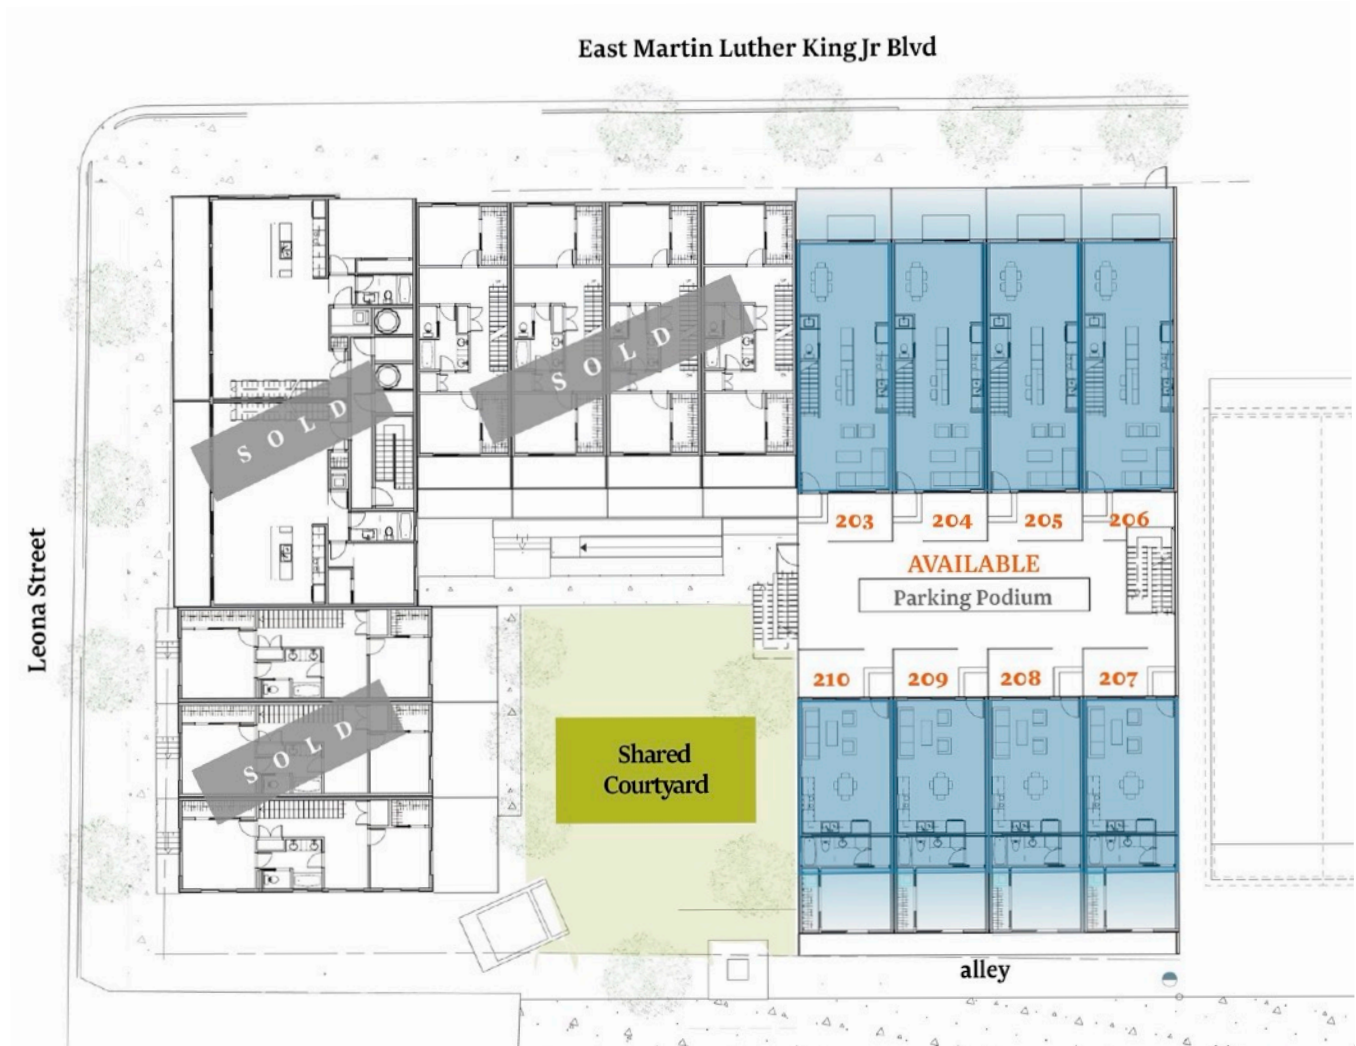 East Martin Luther King Jr Blvd
SOLD
SOLD
203 204 205 206
AVAILABLE
Parking Podium
Leona Street
210 209 208 207
SOLD
Shared
Courtyard
alley